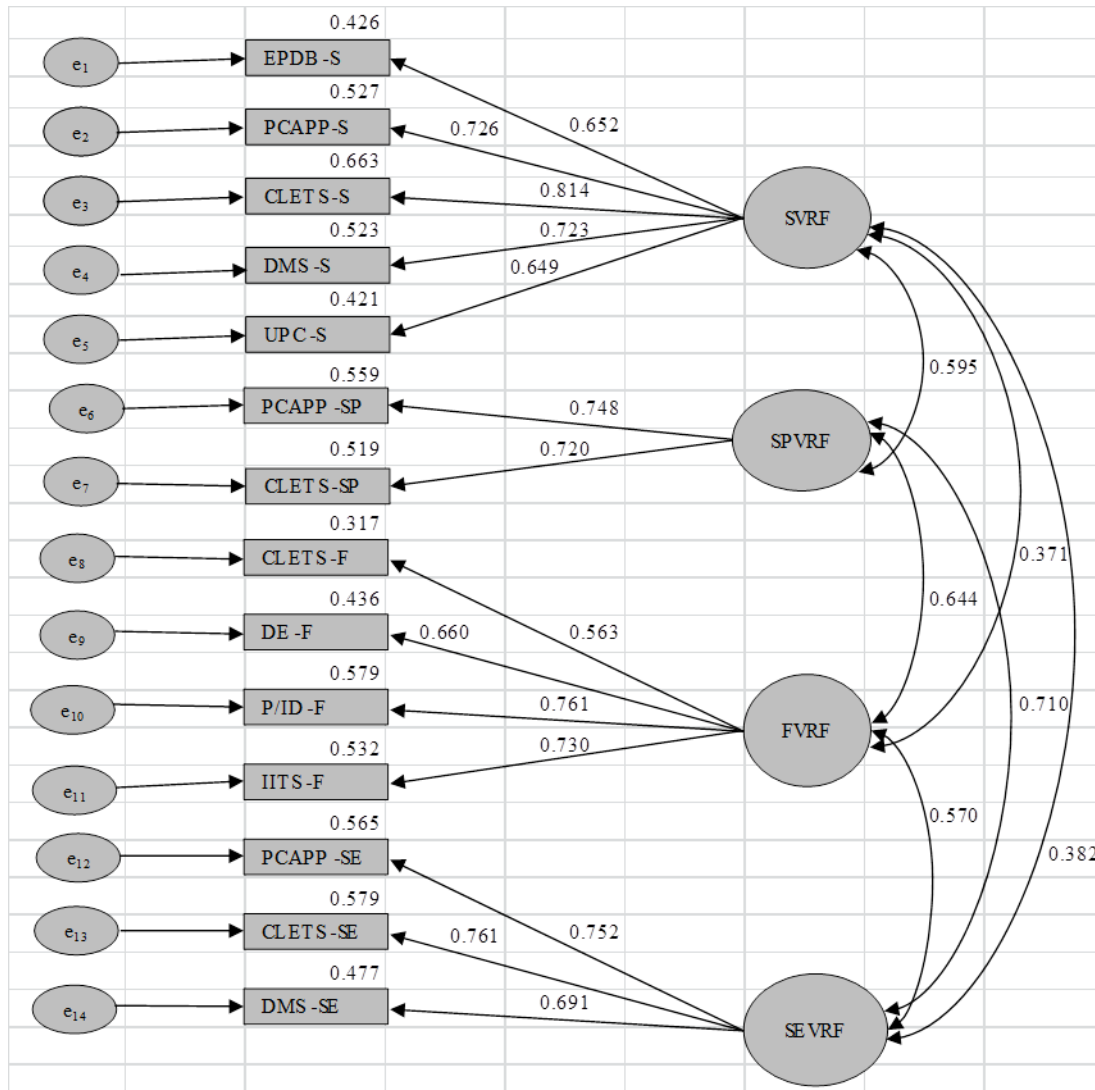 0.426
e1
EPDB -S
0.527
e2
PCAPP-S
0.726
0.652
0.663
e3
CLETS-S
0.814
SVRF
0.523
e4
DMS -S
0.723
0.649
0.421
e5
UPC -S
0.595
0.559
e6
PCAPP -SP
0.748
SPVRF
0.519
e7
CLETS-SP
0.720
0.317
e8
CLETS -F
0.371
0.644
0.436
e9
DE -F
0.660
0.563
0.579
e10
P/ID -F
0.761
FVRF
0.710
0.532
e11
IITS -F
0.730
0.570
0.565
e12
PCAPP -SE
0.382
0.579
e13
CLETS -SE
0.761
0.752
0.477
e14
DMS -SE
0.691
SEVRF